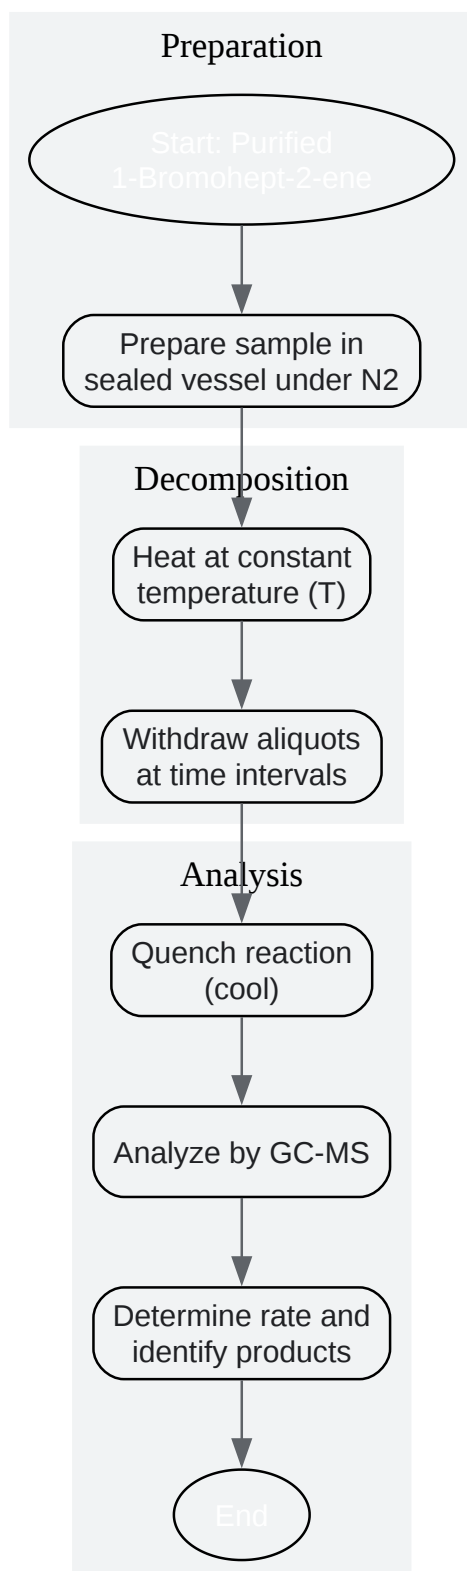 Preparation
Start: Purified
1-Bromohept-2-ene
Prepare sample in
sealed vessel under N2
Decomposition
Heat at constant
temperature (T)
Withdraw aliquots
at time intervals
Analysis
Quench reaction
(cool)
Analyze by GC-MS
Determine rate and
identify products
End